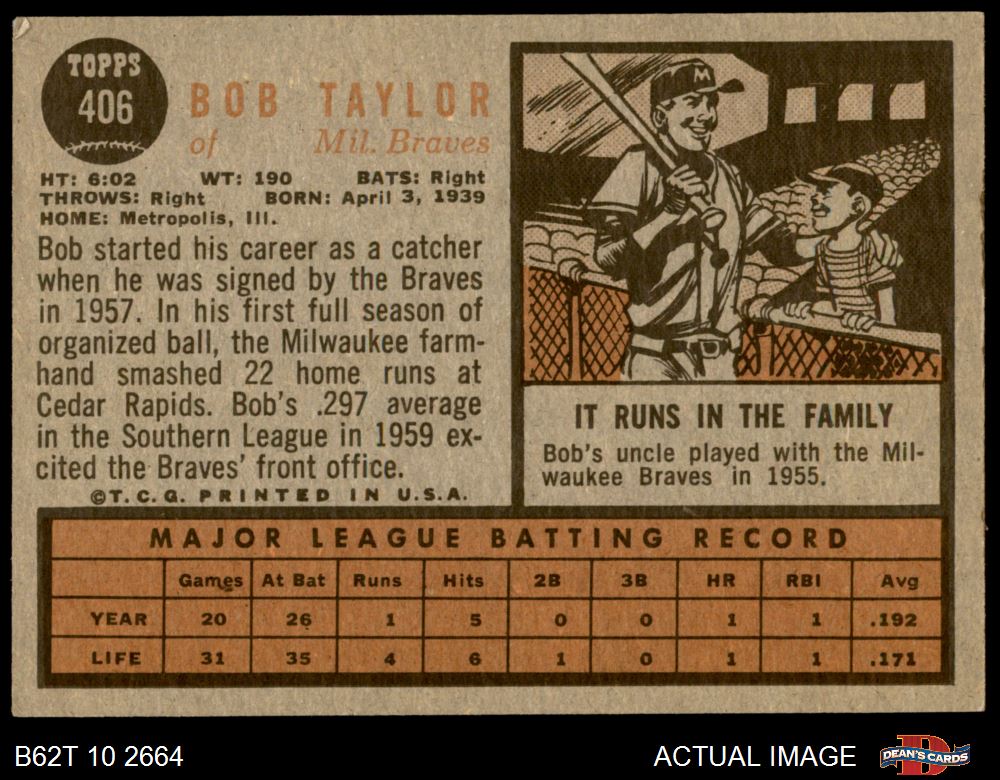 TOPPS
406
BOB TAYLOR
of Mil. Braves
HT: 6:02 WT: 190 BATS: Right
THROWS: Right BORN: April 3, 1939
HOME: Metropolis, Ill.
Bob started his career as a catcher
when he was signed by the Braves
in 1957. In his first full season of
organized ball, the Milwaukee farm-
hand smashed 22 home runs at
Cedar Rapids. Bob's .297 average
in the Southern League in 1959 ex-
cited the Braves' front office.
©T.C.G. PRINTED IN U.S.A.
M
IT RUNS IN THE FAMILY
Bob's uncle played with the Mil-
waukee Braves in 1955.
MAJOR LEAGUE BATTING RECORD
Games At Bat Runs Hits 2B 3B HR RBI Avg
YEAR 20 26 1 5 0 0 1 1 .192
LIFE 31 35 4 6 1 0 1 1 .171
B62T 10 2664
ACTUAL IMAGE
D
DEAN'S CARDS